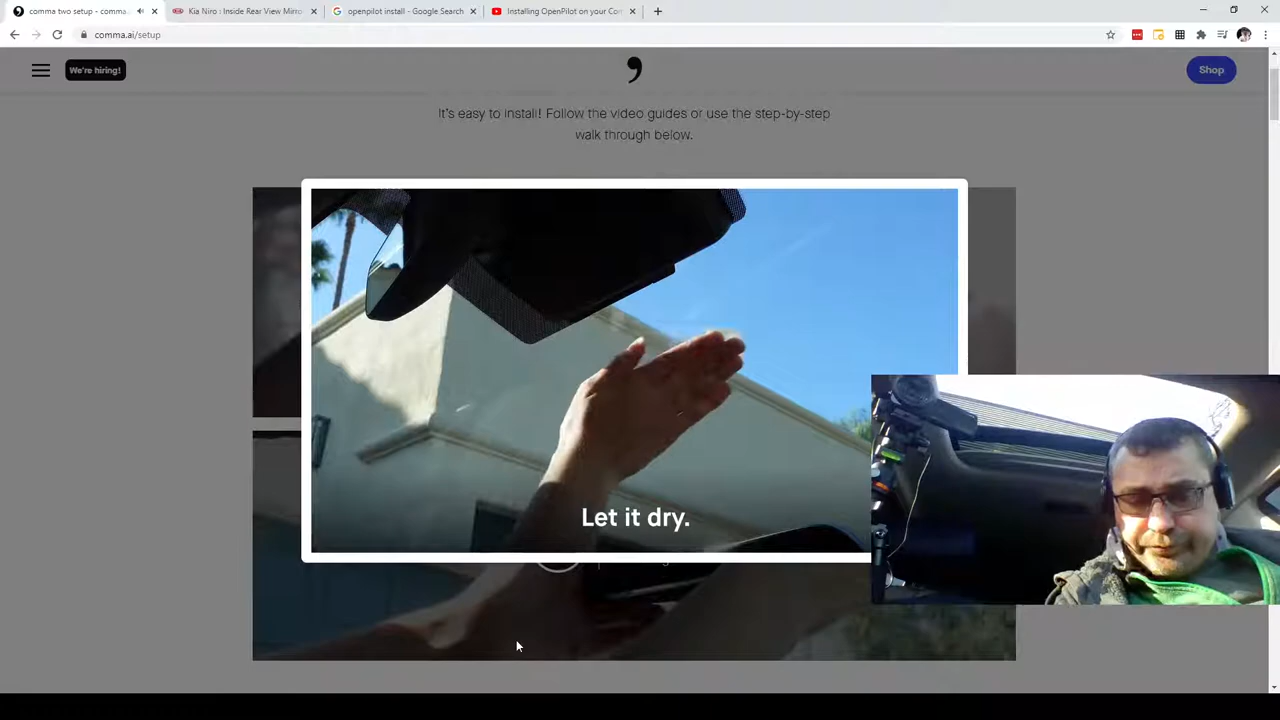 comma two setup - comma.
Kia Niro : Inside Rear View Mirro
openpilot install - Google Search
Installing OpenPilot on your Co
comma.ai/setup
We're hiring!
Shop
It's easy to install! Follow the video guides or use the step-by-step
walk through below.
Let it dry.